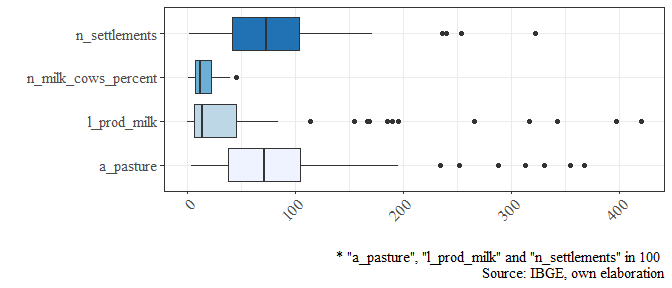 n_settlements
n_milk_cows_percent
l_prod_milk
a_pasture
0 100 200 300 400
* "a_pasture", "l_prod_milk" and "n_settlements" in 100
Source: IBGE, own elaboration